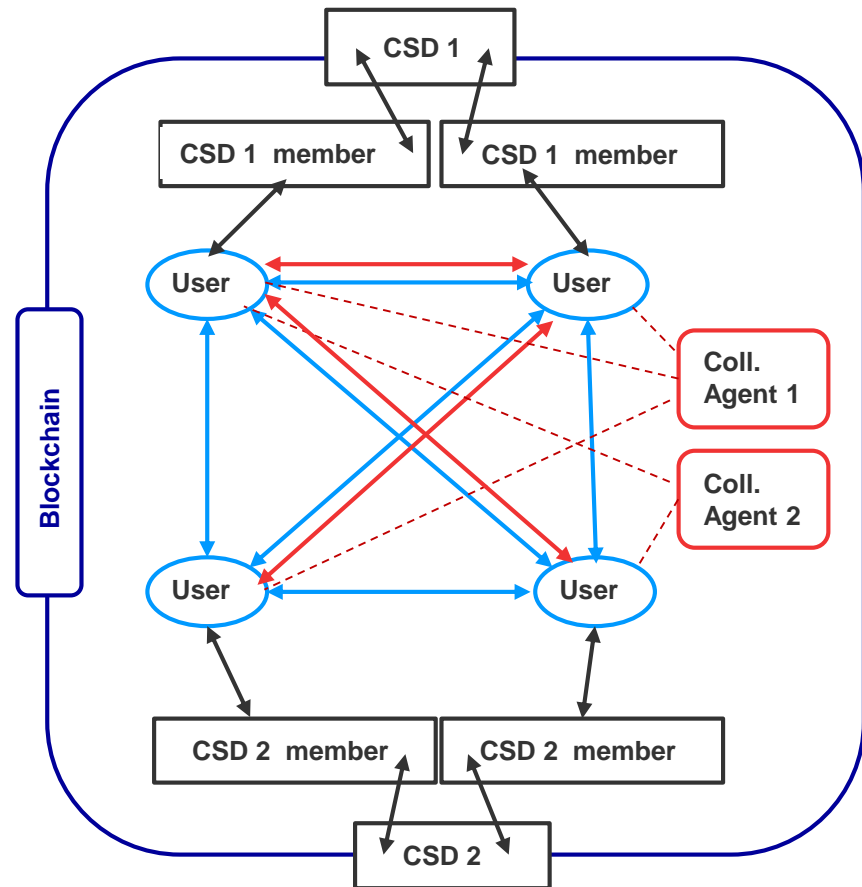 CSD 1
CSD 1 member
CSD 1 member
User
User
Coll.
Agent 1
Blockchain
Coll.
Agent 2
User
User
CSD 2 member
CSD 2 member
CSD 2